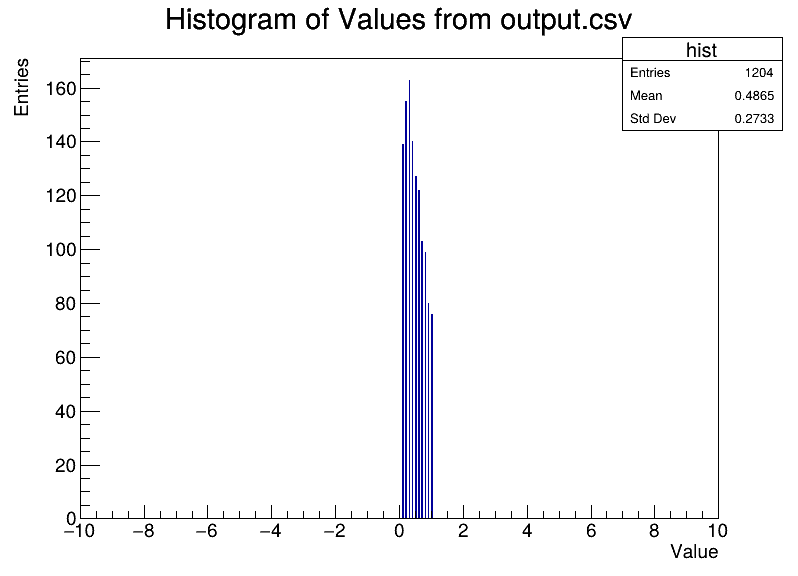 Histogram of Values from output.csv
hist
Entries 1204
Mean 0.4865
Std Dev 0.2733
Entries
160
140
120
100
80
60
40
20
0
−10 −8 −6 −4 −2 0 2 4 6 8 10
Value